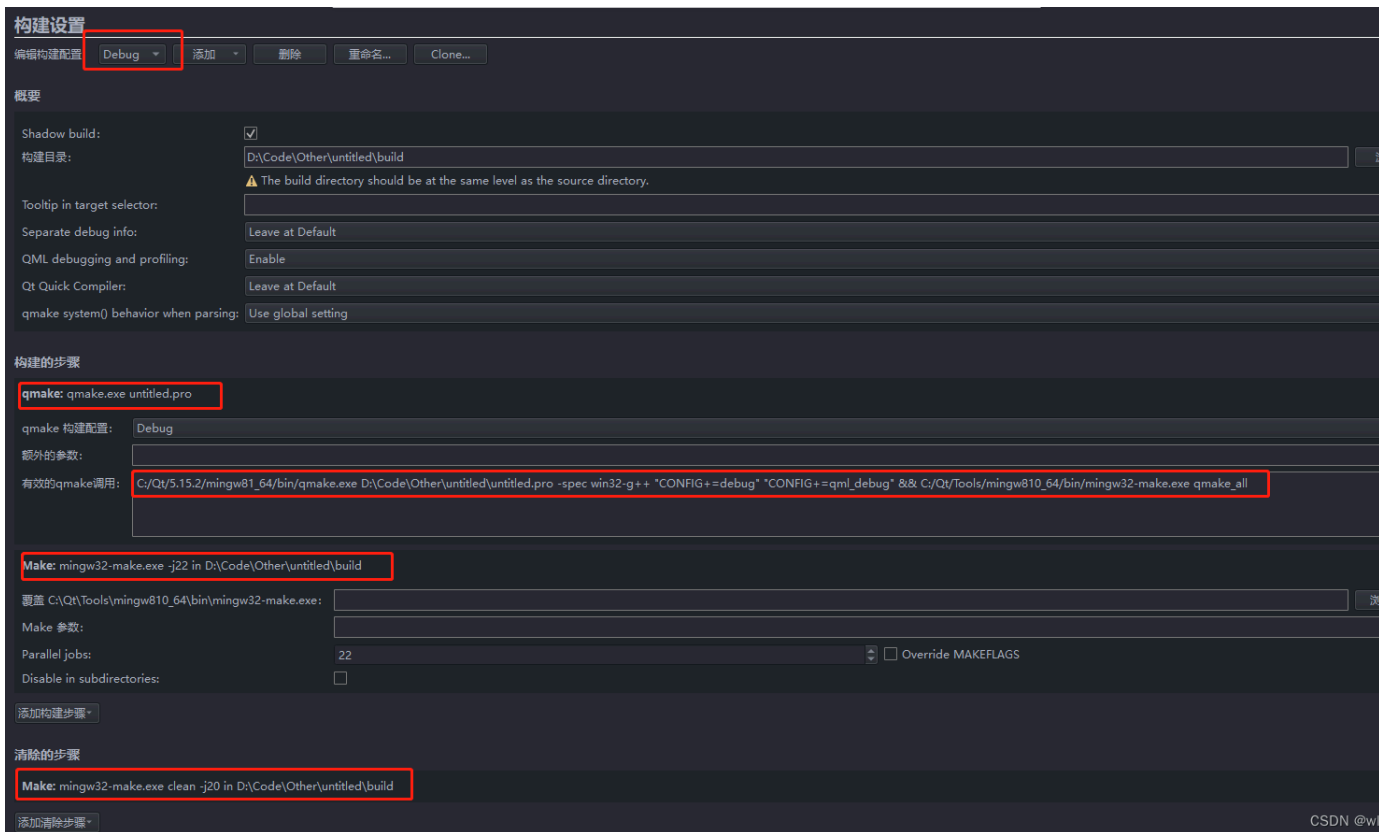 构建设置
编辑构建配置 Debug 添加 删除 重命名... Clone...
概要
Shadow build:
构建目录: D:\Code\Other\untitled\build
The build directory should be at the same level as the source directory.
Tooltip in target selector:
Separate debug info: Leave at Default
QML debugging and profiling: Enable
Qt Quick Compiler: Leave at Default
qmake system() behavior when parsing: Use global setting
构建的步骤
qmake: qmake.exe untitled.pro
qmake 构建配置: Debug
额外的参数:
有效的qmake调用: C:/Qt/5.15.2/mingw81_64/bin/qmake.exe D:\Code\Other\untitled\untitled.pro -spec win32-g++ "CONFIG+=debug" "CONFIG+=qml_debug" && C:/Qt/Tools/mingw810_64/bin/mingw32-make.exe qmake_all
Make: mingw32-make.exe -j22 in D:\Code\Other\untitled\build
覆盖 C:\Qt\Tools\mingw810_64\bin\mingw32-make.exe:
Make 参数:
Parallel jobs: 22 Override MAKEFLAGS
Disable in subdirectories:
添加构建步骤
清除的步骤
Make: mingw32-make.exe clean -j20 in D:\Code\Other\untitled\build
添加清除步骤
CSDN